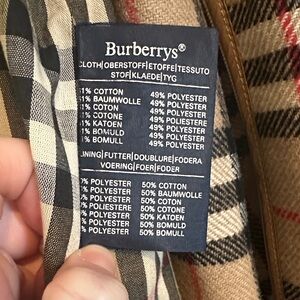 Burberrys®
CLOTH|OBERSTOFF|ETOFFE|TESSUTO
STOF|KLAEDE|TYG
1% COTTON 49% POLYESTER
1% BAUMWOLLE 49% POLYESTER
1% COTON 49% POLYESTER
1% COTONE 49% POLIESTERE
1% KATOEN 49% POLYESTER
1% BOMULD 49% POLYESTER
1% BOMULL 49% POLYESTER
LINING|FUTTER|DOUBLURE|FODERA
VOERING|FOER|FODER
% POLYESTER 50% COTTON
% POLYESTER 50% BAUMWOLLE
% POLYESTER 50% COTON
% POLIESTERE 50% COTONE
% POLYESTER 50% KATOEN
% POLYESTER 50% BOMULD
% POLYESTER 50% BOMULL